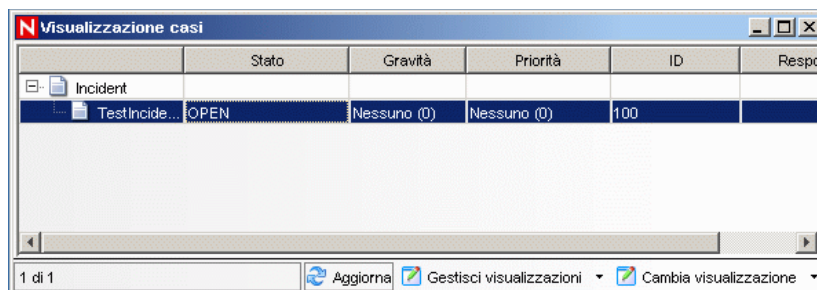 N Visualizzazione casi
Stato Gravità Priorità ID Respo
Incident
TestIncide... OPEN Nessuno (0) Nessuno (0) 100
1 di 1 Aggiorna Gestisci visualizzazioni Cambia visualizzazione